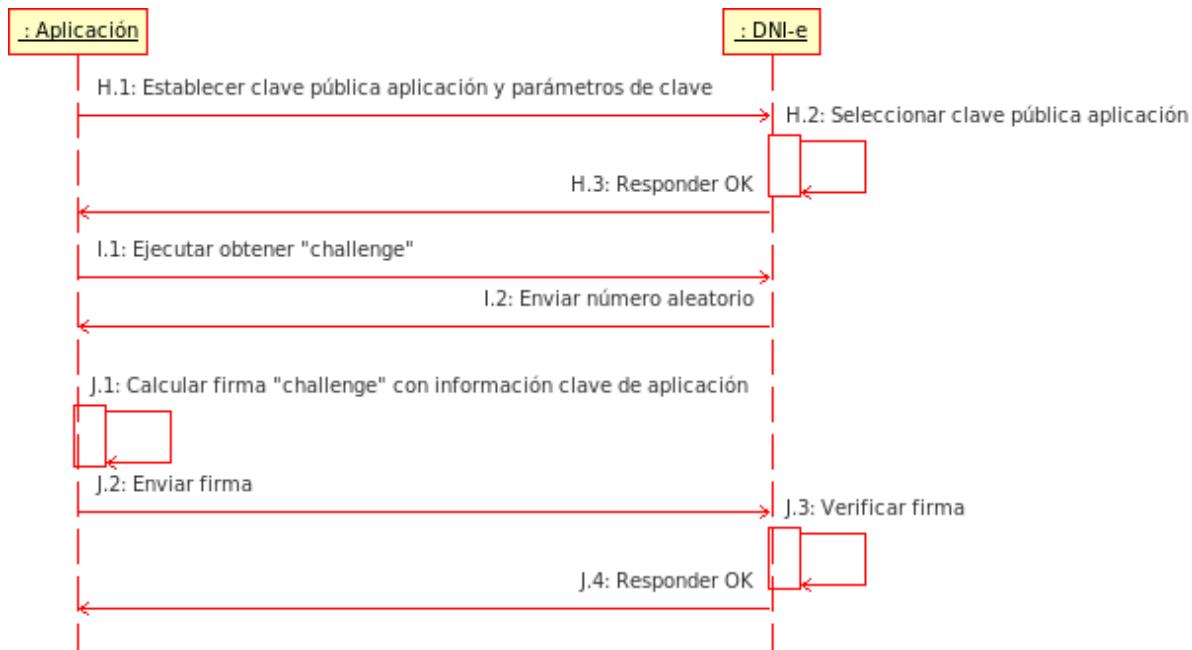 : Aplicación
: DNI-e
H.1: Establecer clave pública aplicación y parámetros de clave
H.2: Seleccionar clave pública aplicación
H.3: Responder OK
I.1: Ejecutar obtener "challenge"
I.2: Enviar número aleatorio
J.1: Calcular firma "challenge" con información clave de aplicación
J.2: Enviar firma
J.3: Verificar firma
J.4: Responder OK